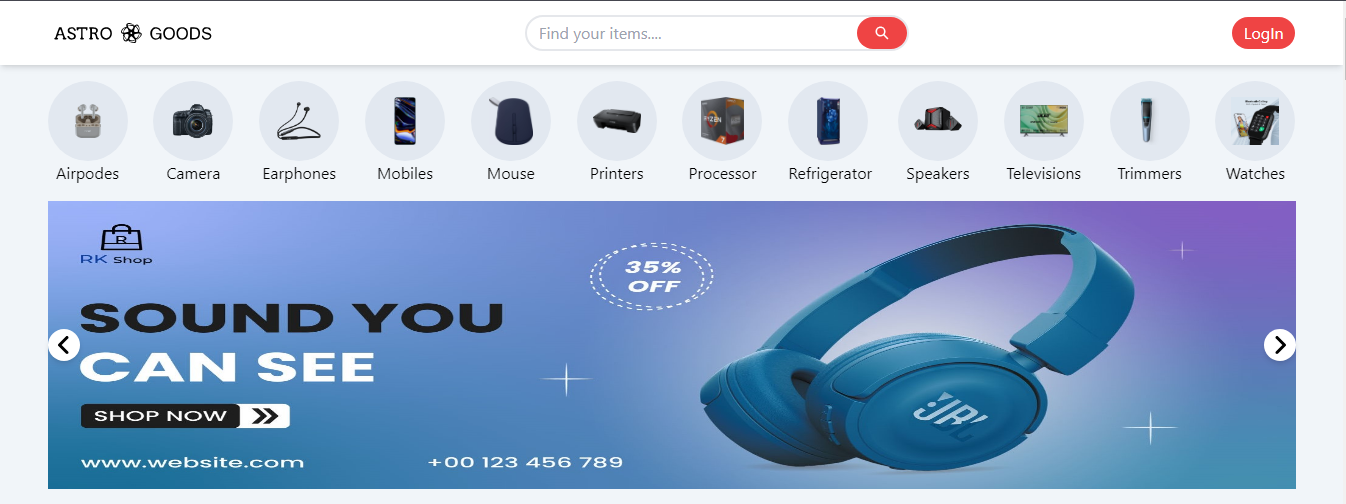 ASTRO GOODS
Find your items....
LogIn
Airpodes
Camera
Earphones
Mobiles
Mouse
Printers
Processor
Refrigerator
Speakers
Televisions
Trimmers
Watches
R
RK Shop
35%
OFF
SOUND YOU
CAN SEE
SHOP NOW
www.website.com
+00 123 456 789
JBL